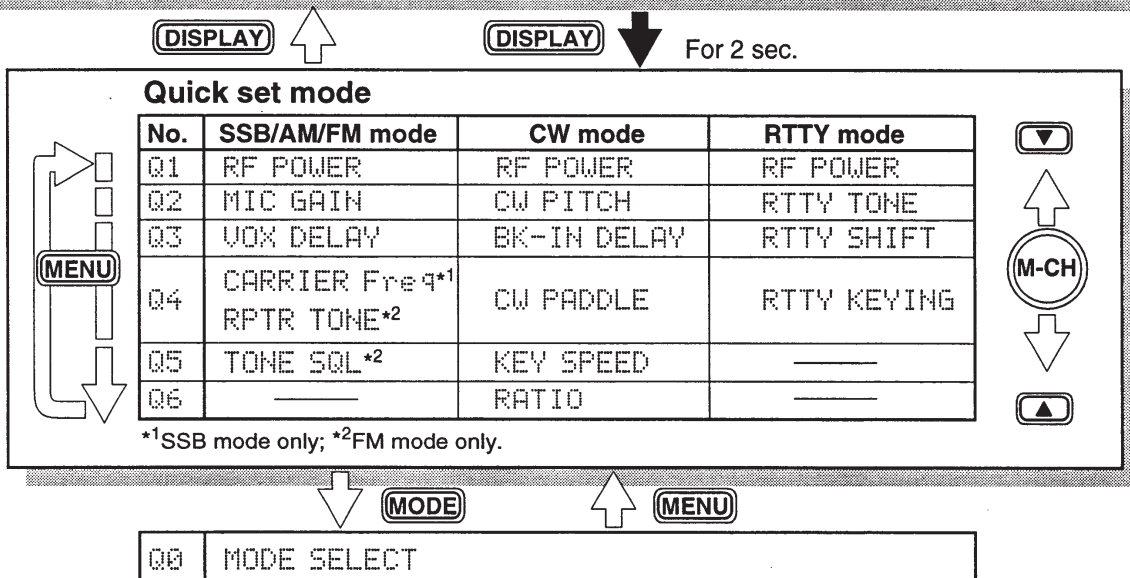 DISPLAY DISPLAY For 2 sec.
Quick set mode
No. SSB/AM/FM mode CW mode RTTY mode
Q1 RF POWER RF POWER RF POWER
Q2 MIC GAIN CW PITCH RTTY TONE
Q3 VOX DELAY BK-IN DELAY RTTY SHIFT
MENU
Q4 CARRIER Freq*1 RPTR TONE*2 CW PADDLE RTTY KEYING
M-CH
Q5 TONE SQL*2 KEY SPEED ——
Q6 —— RATIO ——
*1SSB mode only; *2FM mode only.
MODE MENU
Q0 MODE SELECT